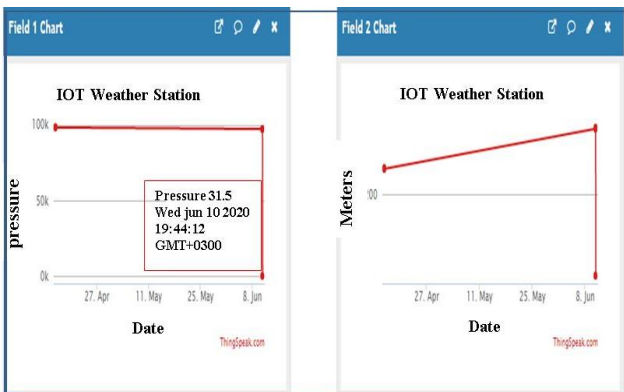 Field 1 Chart
IOT Weather Station
pressure
100k
50k
0k
Pressure 31.5
Wed jun 10 2020
19:44:12
GMT+0300
27. Apr
11. May
25. May
8. Jun
Date
ThingSpeak.com
Field 2 Chart
IOT Weather Station
Meters
27. Apr
11. May
25. May
8. Jun
Date
ThingSpeak.com